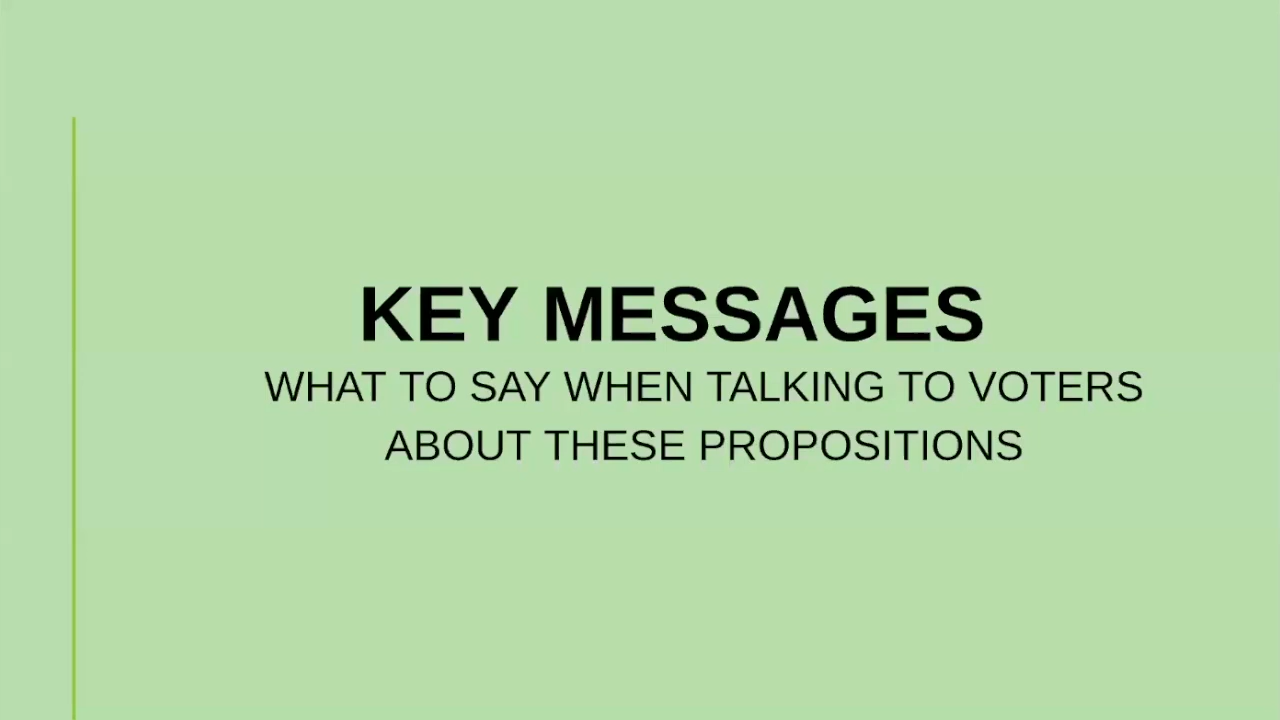 KEY MESSAGES
WHAT TO SAY WHEN TALKING TO VOTERS
ABOUT THESE PROPOSITIONS